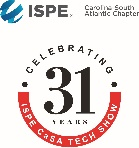 ISPE
Carolina-South
Atlantic Chapter
CELEBRATING
31
YEARS
ISPE CaSA TECH SHOW